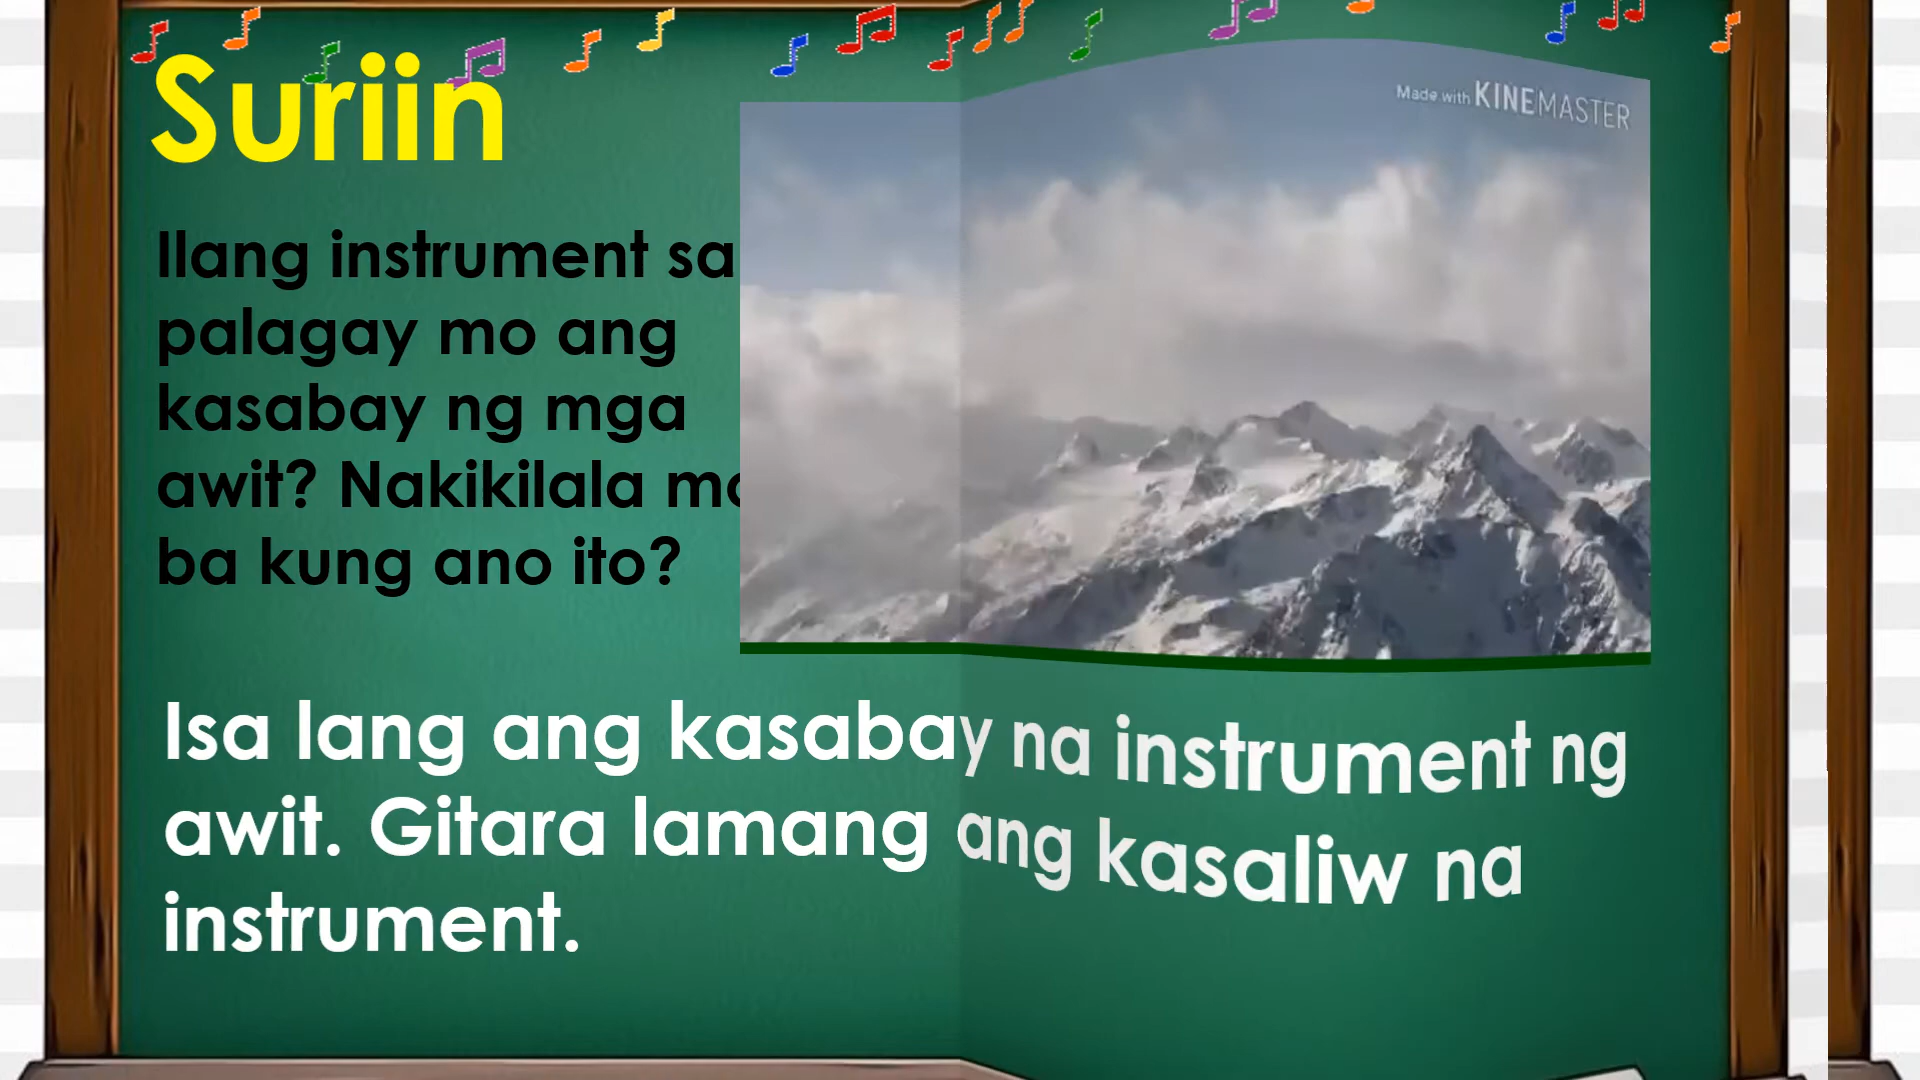 Suriin
Made with KINEMASTER
Ilang instrument sa
palagay mo ang
kasabay ng mga
awit? Nakikilala mo
ba kung ano ito?
Isa lang ang kasabay na instrument ng
awit. Gitara lamang ang kasaliw na
instrument.